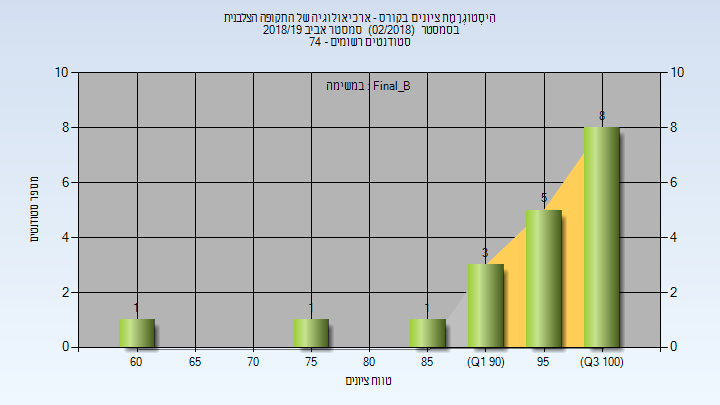 הִיסְטוֹגְרָמַת ציונים בקורס - ארכיאולוגיה של התקופה הצלבנית
בסמסטר (02/2018) סמסטר אביב 2018/19
סטודנטים רשומים - 74
במשימה : Final_B
10 10
8 8
6 6
4 4
2 2
0 0
1 1 1 3 5 8
60 65 70 75 80 85 (Q1 90) 95 (Q3 100)
מספר סטודנטים
טווח ציונים